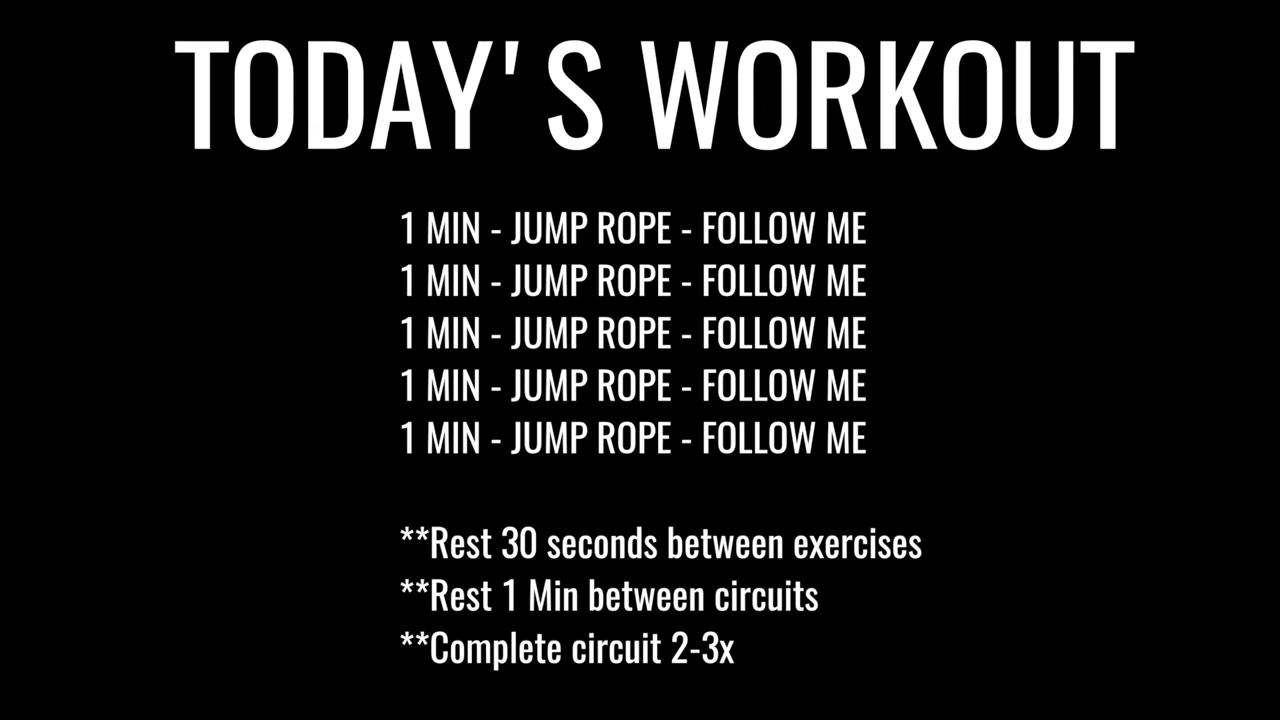 TODAY'S WORKOUT
1 MIN - JUMP ROPE - FOLLOW ME
1 MIN - JUMP ROPE - FOLLOW ME
1 MIN - JUMP ROPE - FOLLOW ME
1 MIN - JUMP ROPE - FOLLOW ME
1 MIN - JUMP ROPE - FOLLOW ME
**Rest 30 seconds between exercises
**Rest 1 Min between circuits
**Complete circuit 2-3x